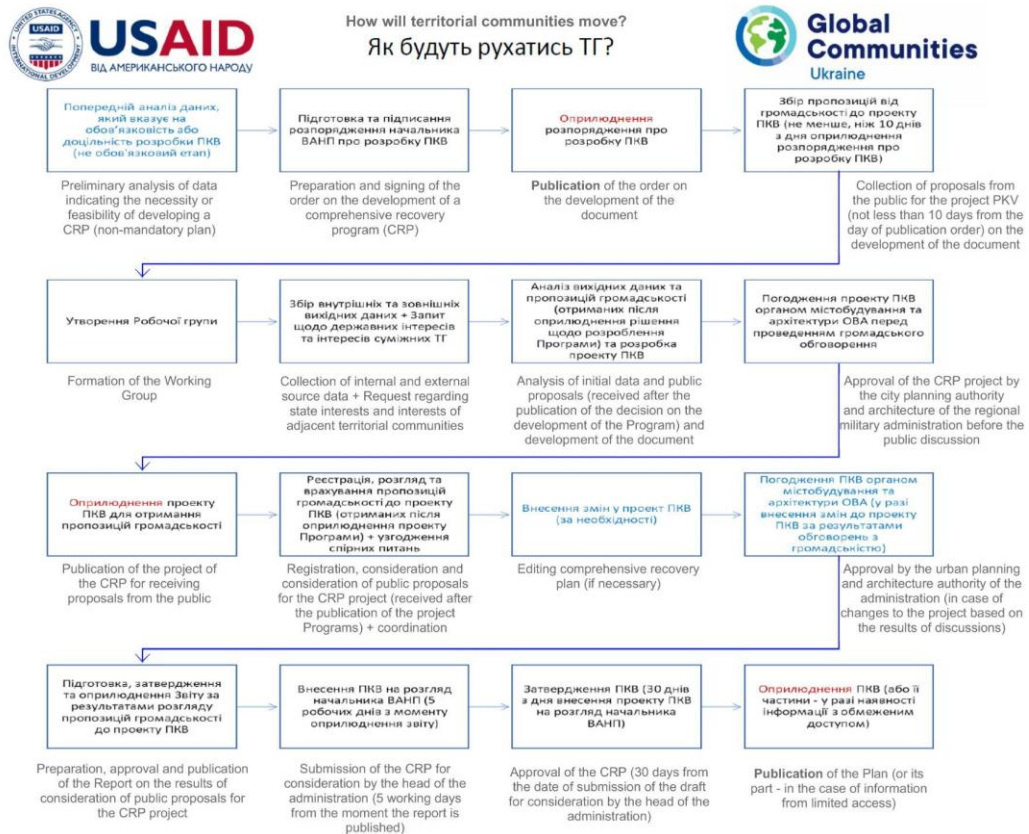 How will territorial communities move?
Як будуть рухатись ТГ?
UNITED STATES AGENCY
INTERNATIONAL DEVELOPMENT
USAID
USAID
ВІД АМЕРИКАНСЬКОГО НАРОДУ
Global
Communities
Ukraine
Попередній аналіз даних,
який вказує на
обов'язковість або
доцільність розробки ПКВ
(не обов'язковий етап)
Підготовка та підписання
розпорядження начальника
ВАНП про розробку ПКВ
Оприлюднення
розпорядження про
розробку ПКВ
Збір пропозицій від
громадськості до проекту
ПКВ (не менше, ніж 10 днів
з дня оприлюднення
розпорядження про
розробку ПКВ)
Preliminary analysis of data
indicating the necessity or
feasibility of developing a
CRP (non-mandatory plan)
Preparation and signing of the
order on the development of a
comprehensive recovery
program (CRP)
Publication of the order on
the development of the
document
Collection of proposals from
the public for the project PKV
(not less than 10 days from the
day of publication order) on the
development of the document
Утворення Робочої групи
Збір внутрішніх та зовнішніх
вихідних даних + Запит
щодо державних інтересів
та інтересів суміжних ТГ
Аналіз вихідних даних та
пропозицій громадськості
(отриманих після
оприлюднення рішення
щодо розроблення
Програми) та розробка
проекту ПКВ
Погодження проекту ПКВ
органом містобудування та
архітектури ОВА перед
проведенням громадського
обговорення
Formation of the Working
Group
Collection of internal and external
source data + Request regarding
state interests and interests of
adjacent territorial communities
Analysis of initial data and public
proposals (received after the
publication of the decision on the
development of the Program) and
development of the document
Approval of the CRP project by
the city planning authority
and architecture of the regional
military administration before the
public discussion
Оприлюднення проекту
ПКВ для отримання
пропозицій громадськості
Реєстрація, розгляд та
врахування пропозицій
громадськості до проекту
ПКВ (отриманих після
оприлюднення проекту
Програми) + узгодження
спірних питань
Внесення змін у проект ПКВ
(за необхідності)
Погодження ПКВ органом
містобудування та
архітектури ОВА (у разі
внесення змін до проекту
ПКВ за результатами
обговорень з
громадськістю)
Publication of the project of
the CRP for receiving
proposals from the public
Registration, consideration and
consideration of public proposals
for the CRP project (received after
the publication of the project
Programs) + coordination
Editing comprehensive recovery
plan (if necessary)
Approval by the urban planning
and architecture authority of the
administration (in case of
changes to the project based on
the results of discussions)
Підготовка, затвердження
та оприлюднення Звіту за
результатами розгляду
пропозицій громадськості
до проекту ПКВ
Внесення ПКВ на розгляд
начальника ВАНП (5
робочих днів з моменту
оприлюднення звіту)
Затвердження ПКВ (30 днів
з дня внесення проекту ПКВ
на розгляд начальника
ВАНП)
Оприлюднення ПКВ (або її
частини - у разі наявності
інформації з обмеженим
доступом)
Preparation, approval and publication
of the Report on the results of
consideration of public proposals for
the CRP project
Submission of the CRP for
consideration by the head of the
administration (5 working days
from the moment the report is
published)
Approval of the CRP (30 days from
the date of submission of the draft
for consideration by the head of the
administration)
Publication of the Plan (or its
part - in the case of information
from limited access)